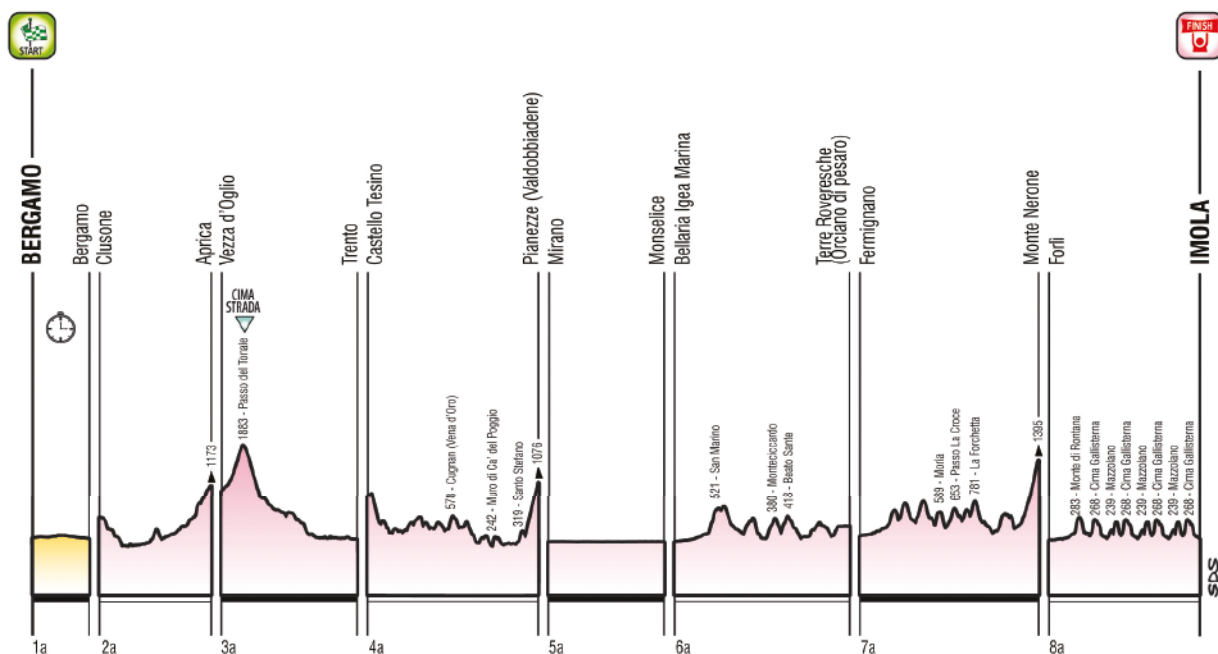 START
FINISH
BERGAMO
Bergamo
Clusone
Aprica
Vezza d'Oglio
Trento
Castello Tesino
Pianezze (Valdobbiadene)
Mirano
Monselice
Bellaria Igea Marina
Terre Roveresche
(Orciano di pesaro)
Fermignano
Monte Nerone
Forlì
IMOLA
CIMA
STRADA
1173
1883 - Passo del Tonale
578 - Cugnan (Vena d'Oro)
242 - Muro di Ca' del Poggio
319 - Santo Stefano
1076
521 - San Marino
380 - Monteciccardo
418 - Beato Sante
589 - Moria
653 - Passo La Croce
781 - La Forchetta
1395
283 - Monte di Rontana
268 - Cima Gallisterna
239 - Mazzolano
268 - Cima Gallisterna
239 - Mazzolano
268 - Cima Gallisterna
239 - Mazzolano
268 - Cima Gallisterna
SDS
1a
2a
3a
4a
5a
6a
7a
8a